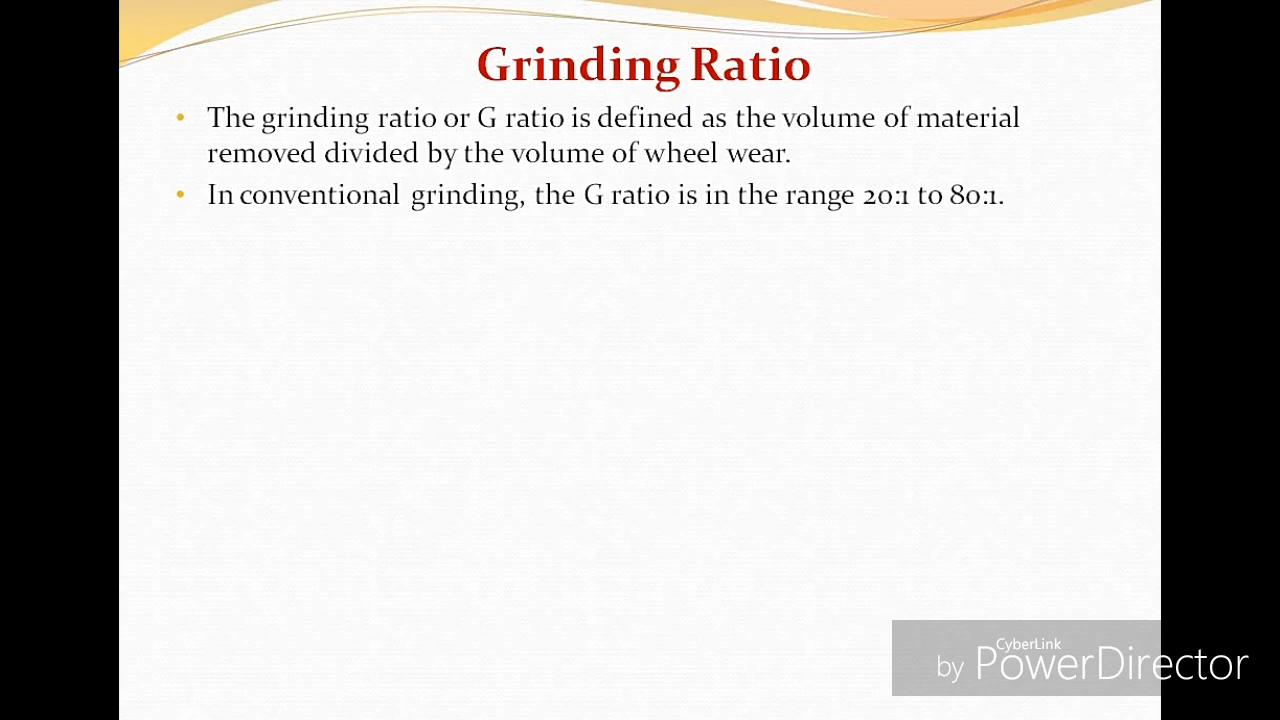 Grinding Ratio
• The grinding ratio or G ratio is defined as the volume of material
removed divided by the volume of wheel wear.
• In conventional grinding, the G ratio is in the range 20:1 to 80:1.
CyberLink
by PowerDirector